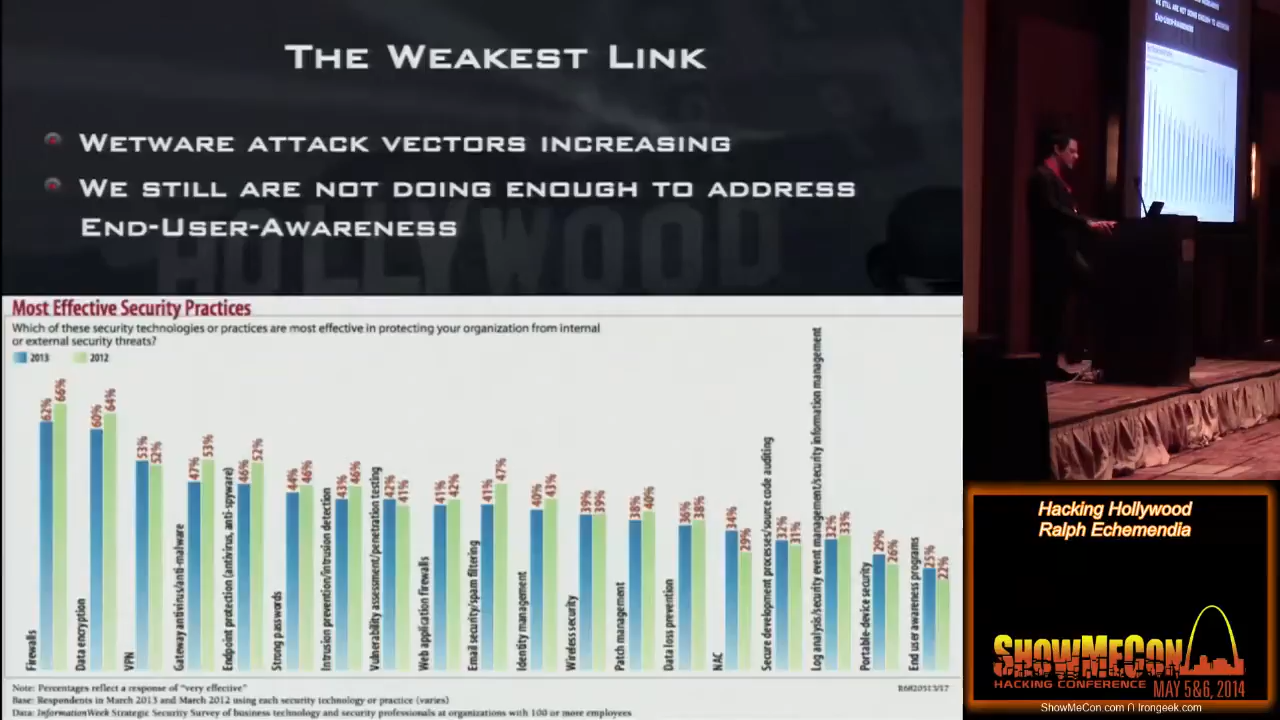 The Weakest Link
Wetware attack vectors increasing
We still are not doing enough to address
End-User-Awareness
HOLLYWOOD
Most Effective Security Practices
Which of these security technologies or practices are most effective in protecting your organization from internal
or external security threats?
2013 2012
62% 66% 60% 64% 53% 52% 47% 53% 46% 52% 44% 46% 43% 46% 42% 41% 41% 42% 41% 47% 40% 43% 39% 39% 38% 40% 36% 38% 34% 29% 32% 31% 32% 33% 29% 26% 25% 22%
Firewalls
Data encryption
VPN
Gateway antivirus/anti-malware
Endpoint protection (antivirus, anti-spyware)
Strong passwords
Intrusion prevention/intrusion detection
Vulnerability assessment/penetration testing
Web application firewalls
Email security/spam filtering
Identity management
Wireless security
Patch management
Data loss prevention
NAC
Secure development processes/source code auditing
Log analysis/security event management/security information management
Portable-device security
End user awareness programs
Note: Percentages reflect a response of "very effective"
R6820513/17
Base: Respondents in March 2013 and March 2012 using each security technology or practice (varies)
Data: InformationWeek Strategic Security Survey of business technology and security professionals at organizations with 100 or more employees
Hacking Hollywood
Ralph Echemendia
ShowMeCon
HACKING CONFERENCE MAY 5&6, 2014
ShowMeCon.com ∩ Irongeek.com